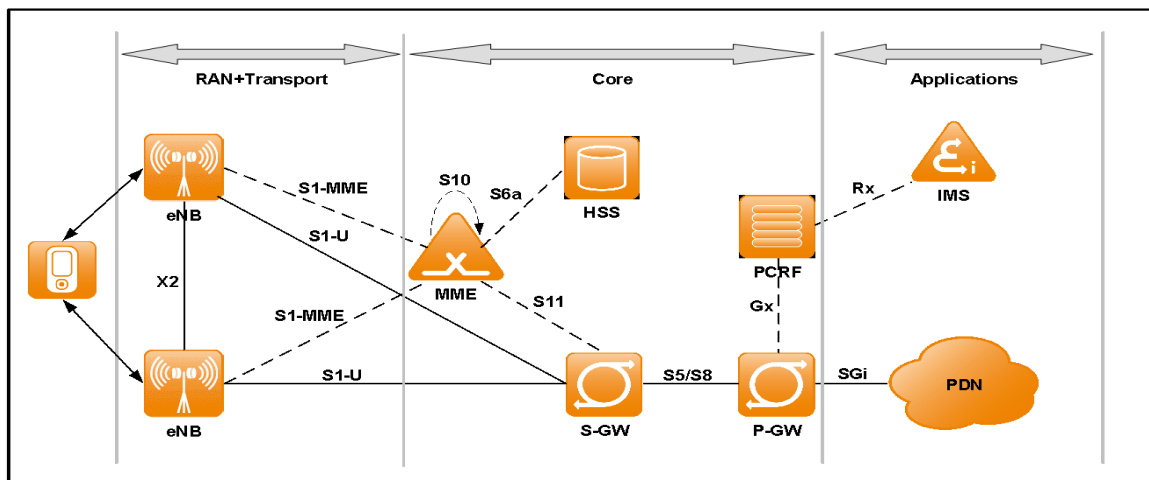 RAN+Transport
Core
Applications
eNB
S1-MME
S10
S6a
HSS
Rx
IMS
S1-U
PCRF
X2
MME
S11
Gx
S1-MME
eNB
S1-U
S-GW
S5/S8
P-GW
SGi
PDN
εi